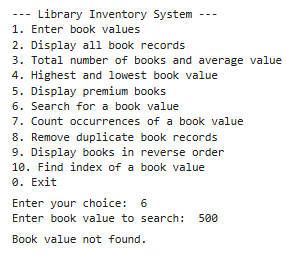 --- Library Inventory System ---
1. Enter book values
2. Display all book records
3. Total number of books and average value
4. Highest and lowest book value
5. Display premium books
6. Search for a book value
7. Count occurrences of a book value
8. Remove duplicate book records
9. Display books in reverse order
10. Find index of a book value
0. Exit
Enter your choice:  6
Enter book value to search:  500
Book value not found.